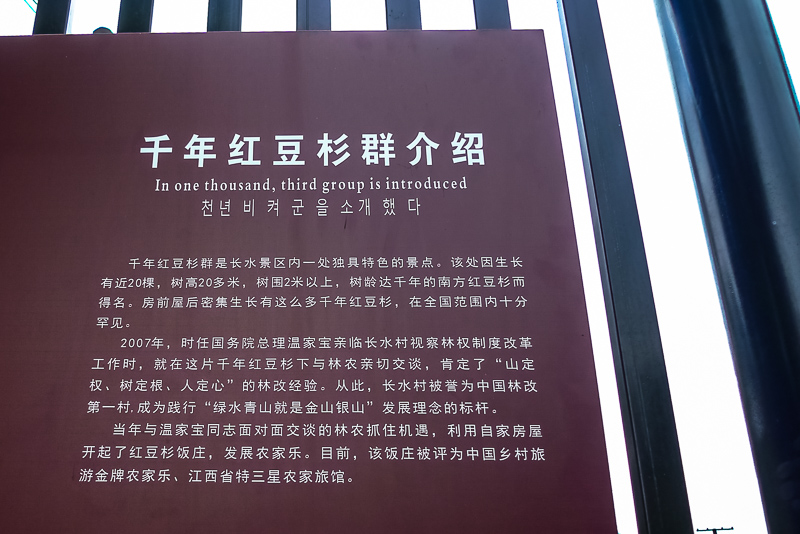 千年红豆杉群介绍
In one thousand, third group is introduced
천년 비 켜 군 을 소개 했 다
千年红豆杉群是长水景区内一处独具特色的景点。该处因生长
有近20棵，树高20多米，树围2米以上，树龄达千年的南方红豆杉而
得名。房前屋后密集生长有这么多千年红豆杉，在全国范围内十分
罕见。
2007年，时任国务院总理温家宝亲临长水村视察林权制度改革
工作时，就在这片千年红豆杉下与林农亲切交谈，肯定了“山定
权、树定根、人定心”的林改经验。从此，长水村被誉为中国林改
第一村.成为践行“绿水青山就是金山银山”发展理念的标杆。
当年与温家宝同志面对面交谈的林农抓住机遇，利用自家房屋
开起了红豆杉饭庄，发展农家乐。目前，该饭庄被评为中国乡村旅
游金牌农家乐、江西省特三星农家旅馆。